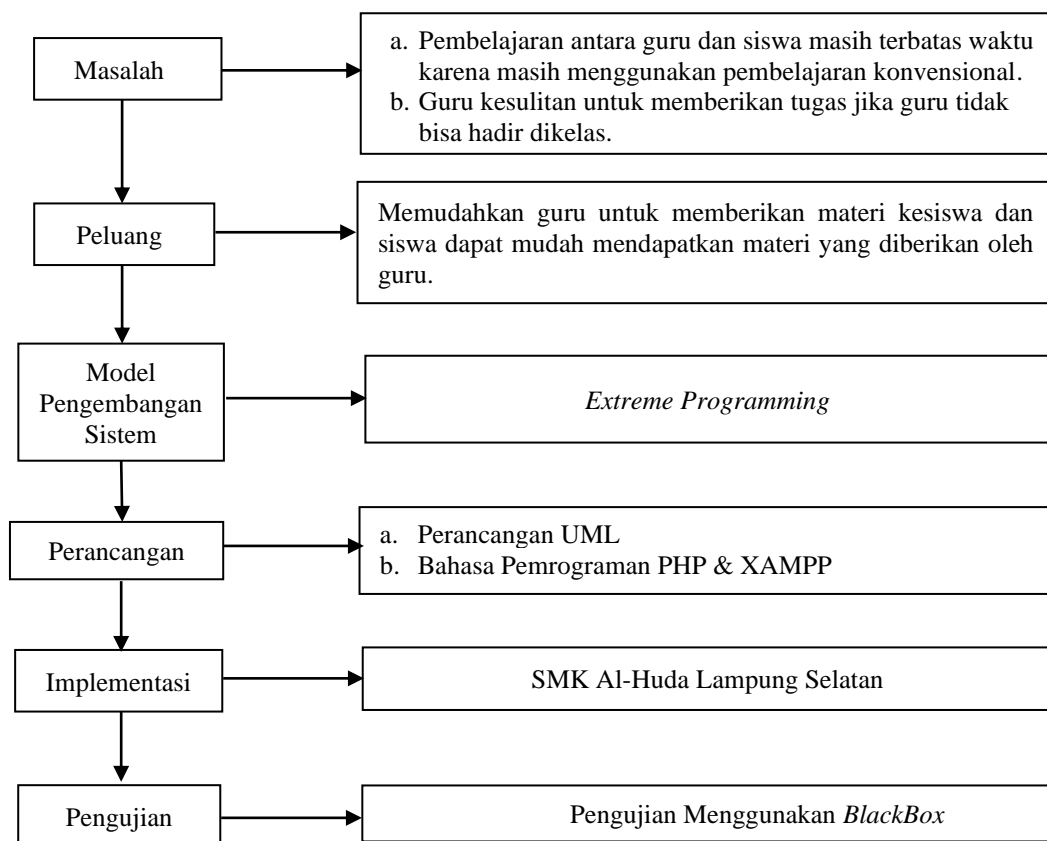 Masalah
a. Pembelajaran antara guru dan siswa masih terbatas waktu
karena masih menggunakan pembelajaran konvensional.
b. Guru kesulitan untuk memberikan tugas jika guru tidak
bisa hadir dikelas.
Peluang
Memudahkan guru untuk memberikan materi kesiswa dan
siswa dapat mudah mendapatkan materi yang diberikan oleh
guru.
Model
Pengembangan
Sistem
Extreme Programming
Perancangan
a. Perancangan UML
b. Bahasa Pemrograman PHP & XAMPP
Implementasi
SMK Al-Huda Lampung Selatan
Pengujian
Pengujian Menggunakan BlackBox